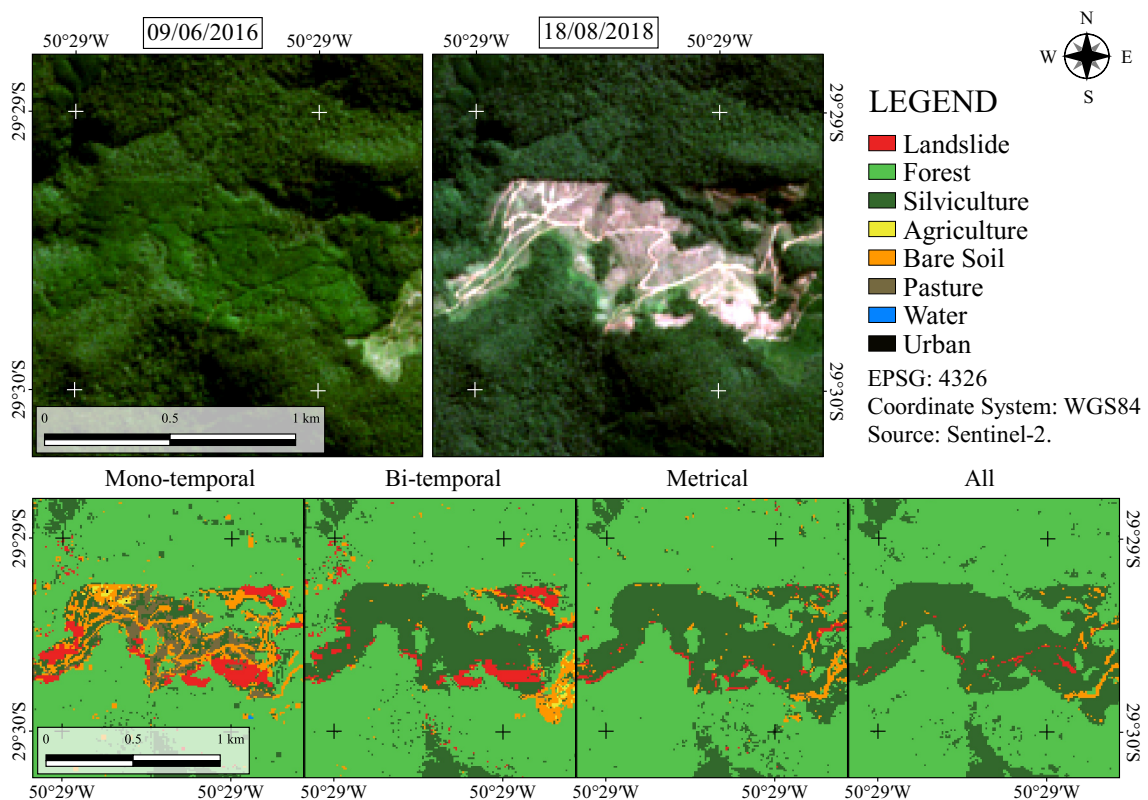 09/06/2016
18/08/2018
50°29'W
50°29'W
50°29'W
50°29'W
N
W
E
S
29°29'S
29°30'S
29°29'S
29°30'S
0
0.5
1 km
LEGEND
Landslide
Forest
Silviculture
Agriculture
Bare Soil
Pasture
Water
Urban
EPSG: 4326
Coordinate System: WGS84
Source: Sentinel-2.
Mono-temporal
Bi-temporal
Metrical
All
29°29'S
29°30'S
29°29'S
29°30'S
0
0.5
1 km
50°29'W
50°29'W
50°29'W
50°29'W
50°29'W
50°29'W
50°29'W
50°29'W